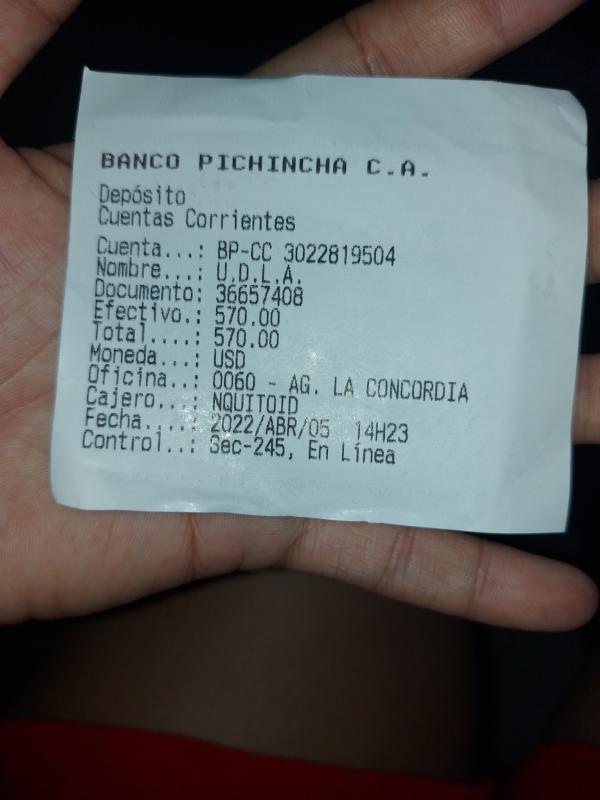 BANCO PICHINCHA C.A.
Depósito
Cuentas Corrientes
Cuenta...: BP-CC 3022819504
Nombre...: U.D.L.A.
Documento: 36657408
Efectivo.: 570.00
Total....: 570.00
Moneda...: USD
Oficina..: 0060 - AG. LA CONCORDIA
Cajero...: NQUITOID
Fecha....: 2022/ABR/05 14H23
Control..: Sec-245, En Línea